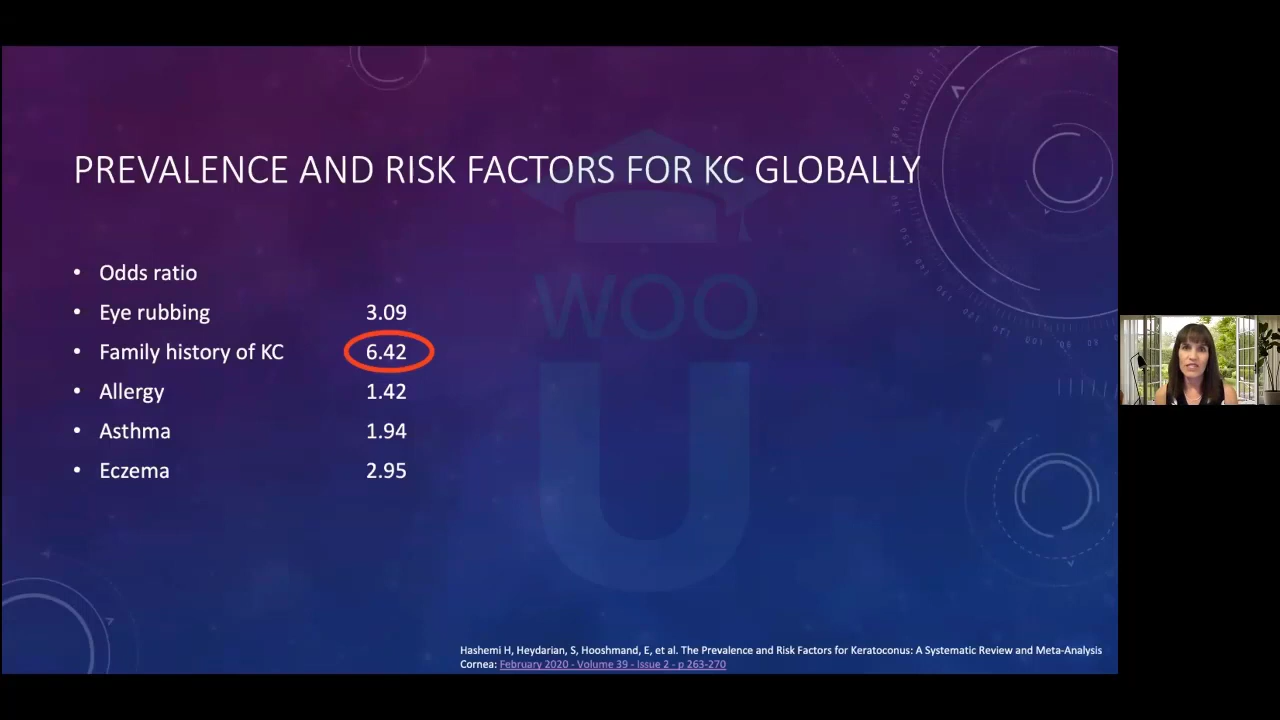 PREVALENCE AND RISK FACTORS FOR KC GLOBALLY
WOO
U
• Odds ratio
• Eye rubbing 3.09
• Family history of KC 6.42
• Allergy 1.42
• Asthma 1.94
• Eczema 2.95
Hashemi H, Heydarian, S, Hooshmand, E, et al. The Prevalence and Risk Factors for Keratoconus: A Systematic Review and Meta-Analysis
Cornea: February 2020 - Volume 39 - Issue 2 - p 263-270